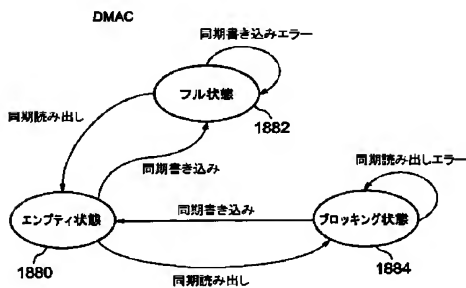 DMAC
同期書き込みエラー
フル状態
1882
同期読み出し
同期書き込み
同期読み出しエラー
エンプティ状態
同期書き込み
ブロッキング状態
1880
同期読み出し
1884